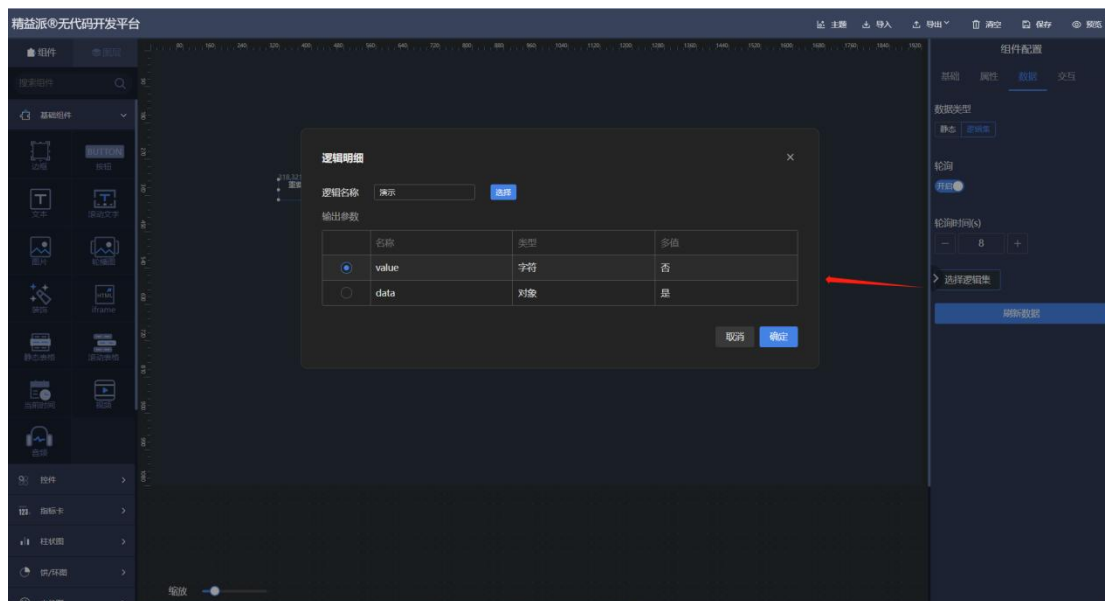 精益派®无代码开发平台
主题 导入 导出 清空 保存 预览
组件 图层
搜索组件
基础组件
边框 BUTTON 按钮
文本 滚动文字
图片 轮播图
装饰 HTML iframe
静态表格 滚动表格
当前时间 视频
音频
控件
指标卡
柱状图
饼/环图
缩放
逻辑明细
逻辑名称 演示 选择
输出参数
名称 类型 多值
value 字符 否
data 对象 是
取消 确定
组件配置
基础 属性 数据 交互
数据类型
静态 逻辑集
轮询
开启
轮询时间(s)
- 8 +
选择逻辑集
刷新数据